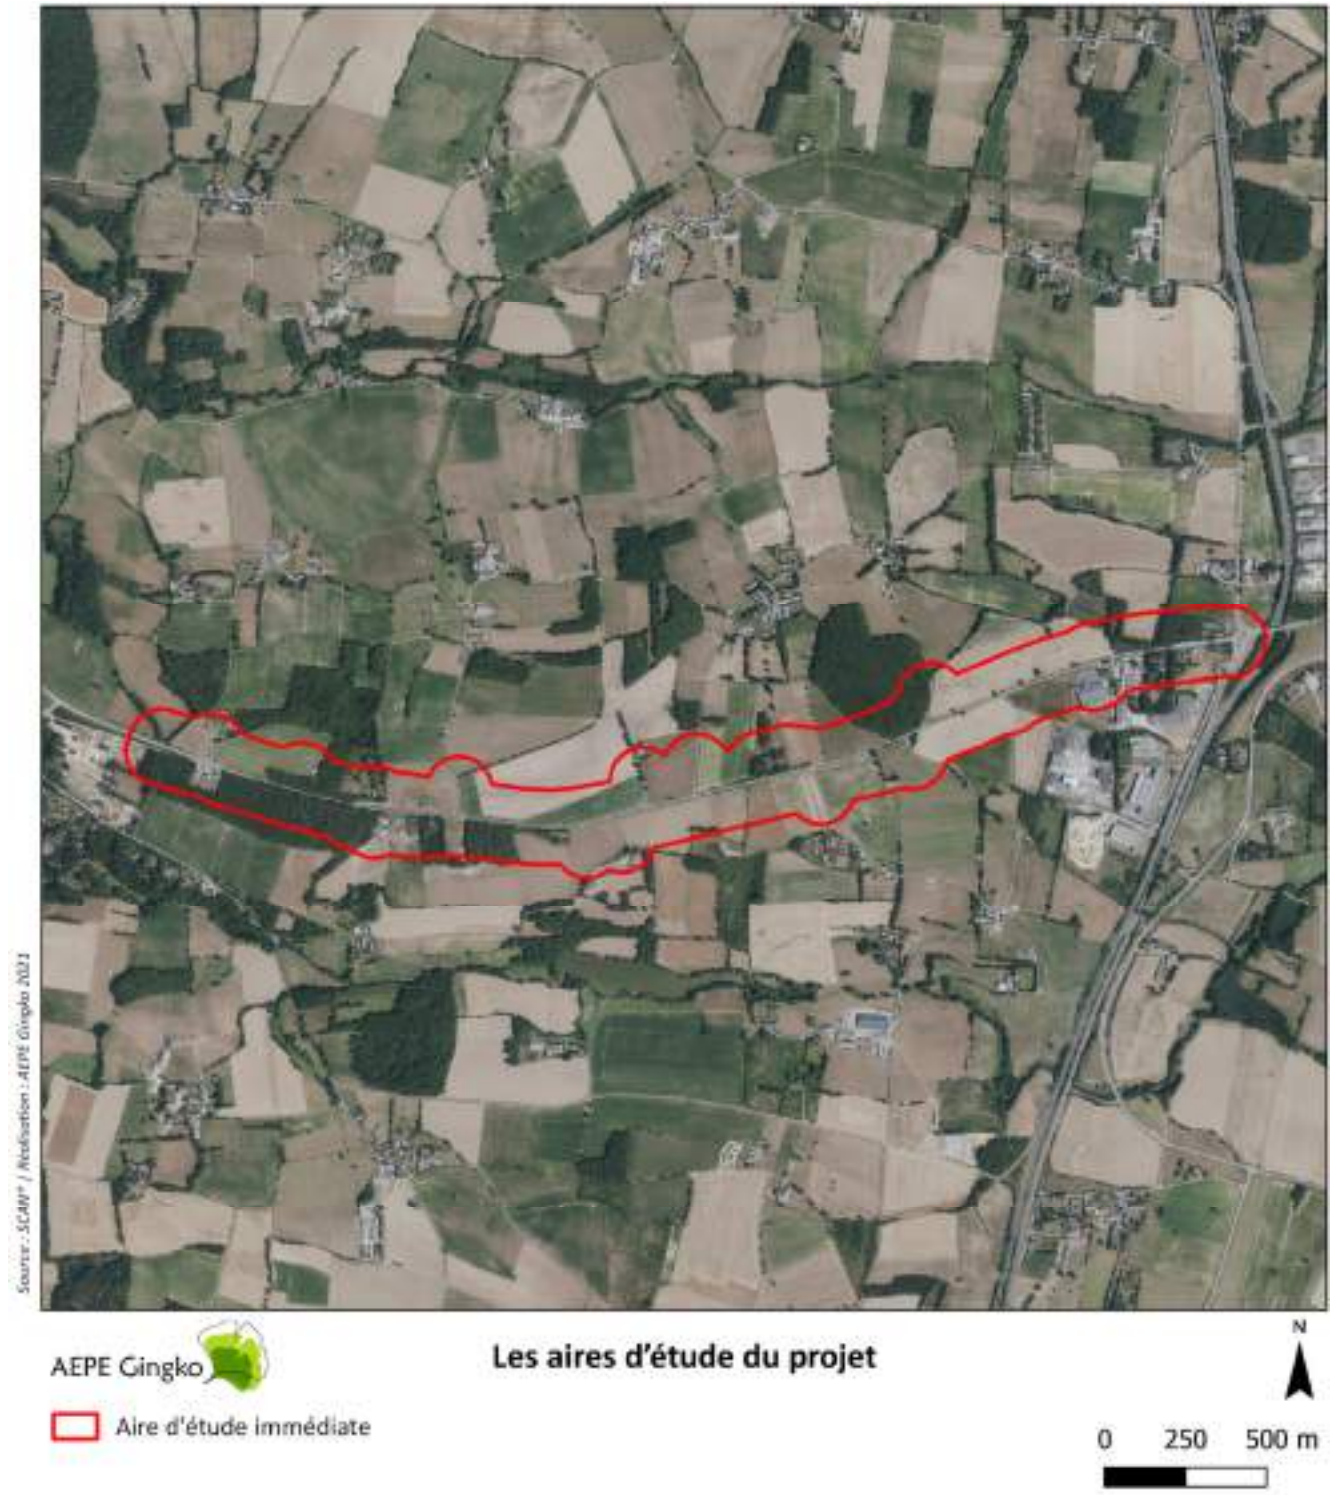 Source : SCAN® | Réalisation : AEPE Gingko 2021
AEPE Gingko
Les aires d'étude du projet
N
Aire d'étude immédiate
0 250 500 m